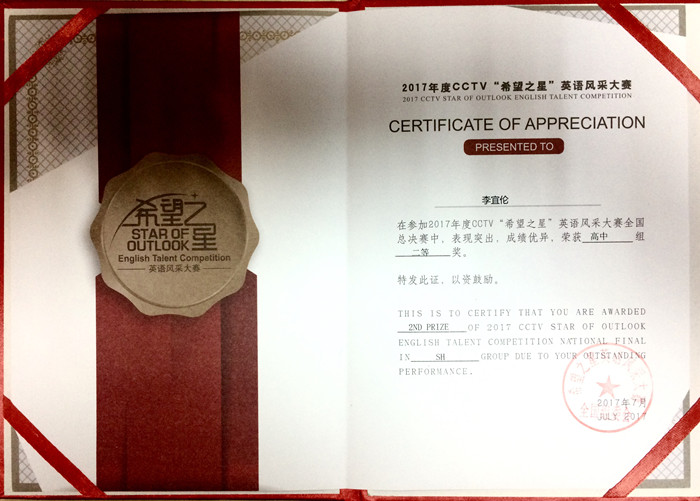 希望之
STAR OF
OUTLOOK 星
English Talent Competition
英语风采大赛
2017年度CCTV“希望之星”英语风采大赛
2017 CCTV STAR OF OUTLOOK ENGLISH TALENT COMPETITION
CERTIFICATE OF APPRECIATION
PRESENTED TO
李宜伦
在参加2017年度CCTV“希望之星”英语风采大赛全国
总决赛中，表现突出，成绩优异，荣获 高中 组
二等 奖。
特发此证，以资鼓励。
THIS IS TO CERTIFY THAT YOU ARE AWARDED
2ND PRIZE OF 2017 CCTV STAR OF OUTLOOK
ENGLISH TALENT COMPETITION NATIONAL FINAL
IN SH GROUP DUE TO YOUR OUTSTANDING
PERFORMANCE.
2017年7月
JULY 2017